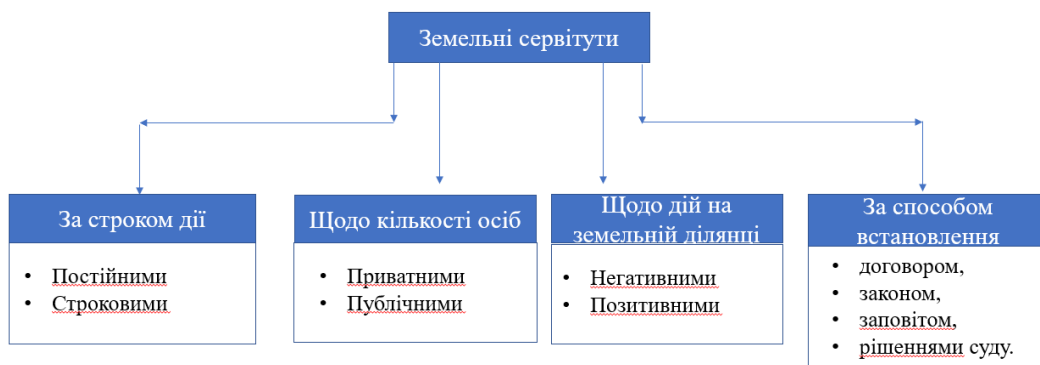 Земельні сервітути
За строком дії
Постійними
Строковими
Щодо кількості осіб
Приватними
Публічними
Щодо дій на
земельній ділянці
Негативними
Позитивними
За способом
встановлення
договором,
законом,
заповітом,
рішеннями суду.